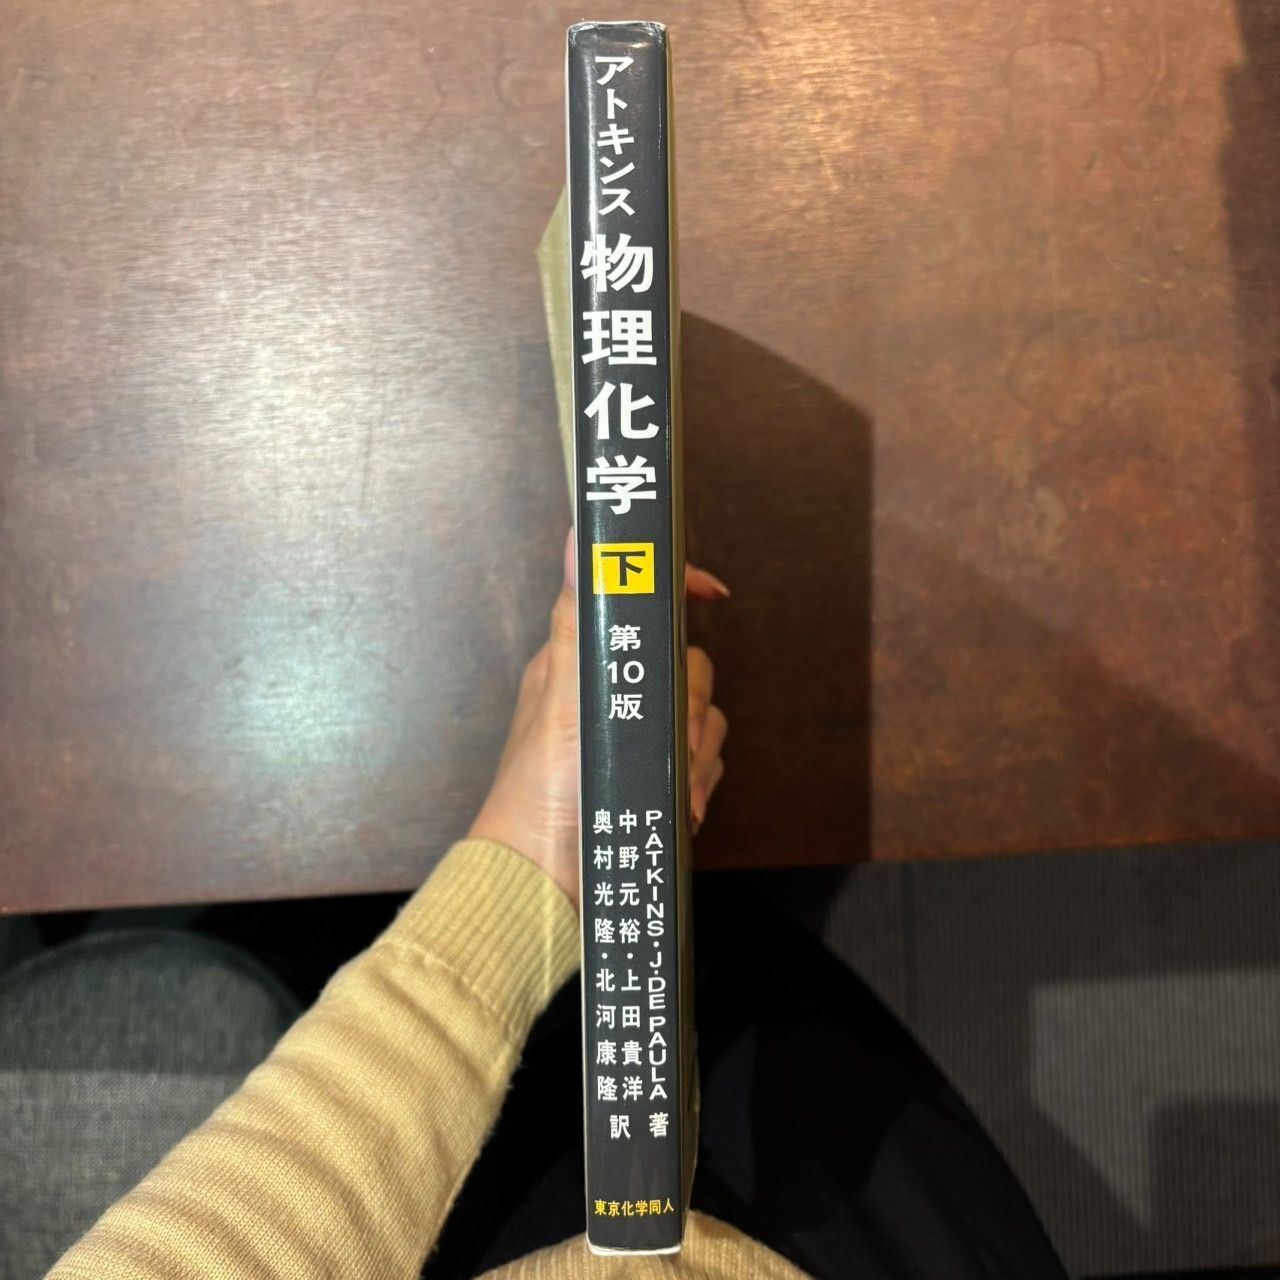 アトキンス
物理化学
下
第10版
P.ATKINS・J.DE PAULA 著
中野元裕・上田貴洋
奥村光隆・北河康隆
訳
東京化学同人